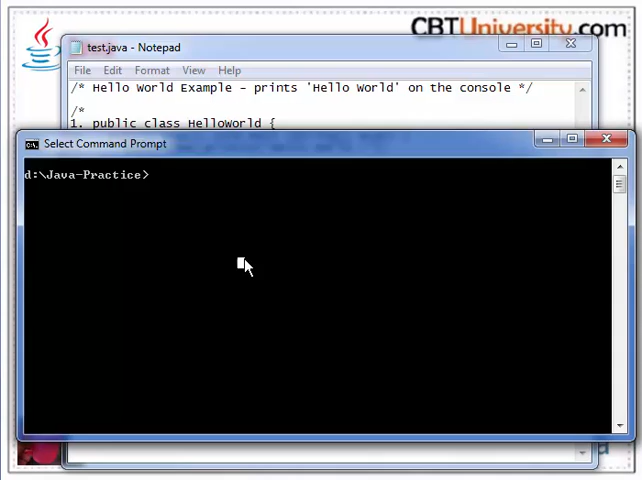 CBTUniversity.com
test.java - Notepad
File Edit Format View Help
/* Hello World Example - prints 'Hello World' on the console */
/*
1. public class HelloWorld {
Select Command Prompt
C:\.
d:\Java-Practice>